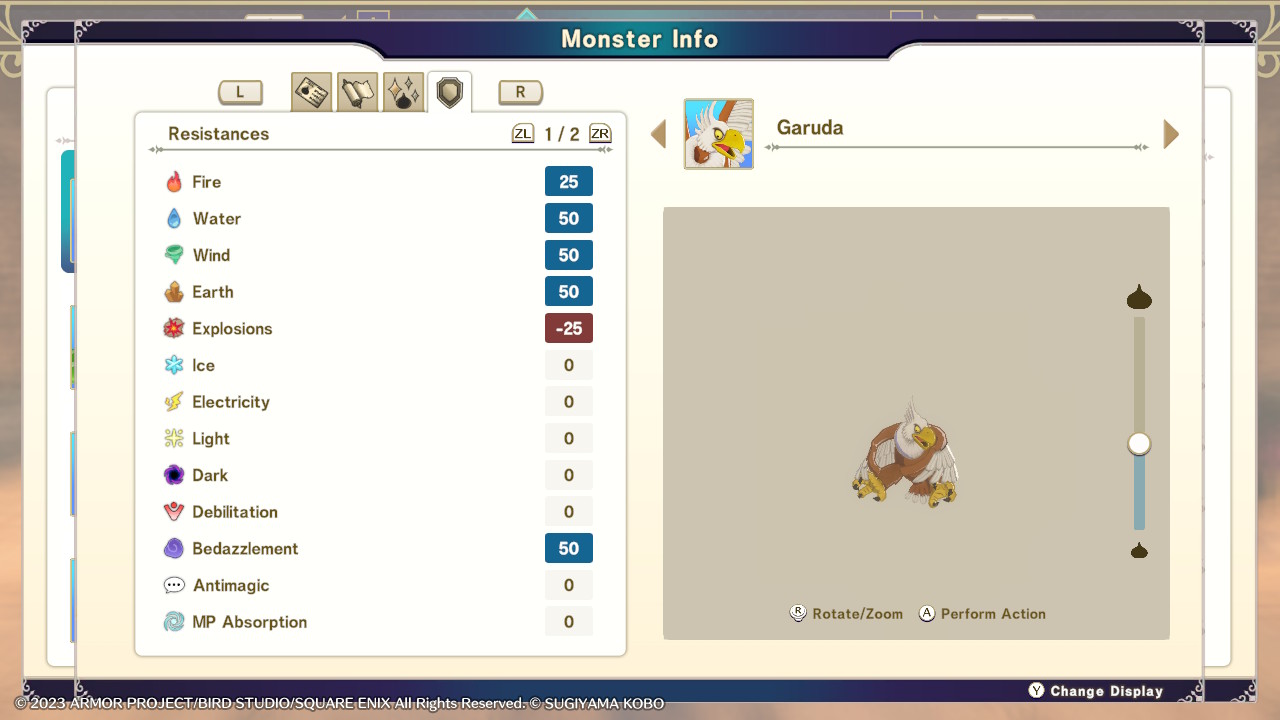 Monster Info
L
R
Resistances
ZL 1 / 2 ZR
Garuda
Fire 25
Water 50
Wind 50
Earth 50
Explosions -25
Ice 0
Electricity 0
Light 0
Dark 0
Debilitation 0
Bedazzlement 50
Antimagic 0
MP Absorption 0
R Rotate/Zoom A Perform Action
Y Change Display
© 2023 ARMOR PROJECT/BIRD STUDIO/SQUARE ENIX All Rights Reserved. © SUGIYAMA KOBO